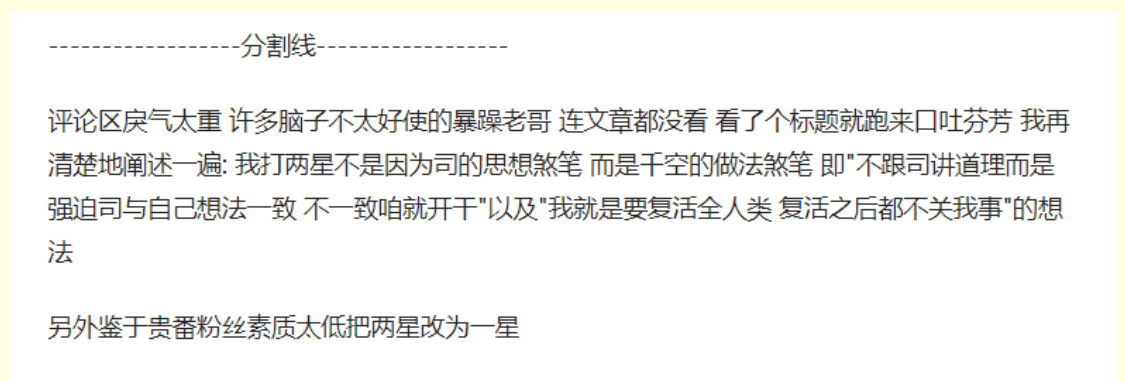 ------------------分割线------------------
评论区戾气太重 许多脑子不太好使的暴躁老哥 连文章都没看 看了个标题就跑来口吐芬芳 我再
清楚地阐述一遍: 我打两星不是因为司的思想煞笔 而是千空的做法煞笔 即"不跟司讲道理而是
强迫司与自己想法一致 不一致咱就开干"以及"我就是要复活全人类 复活之后都不关我事"的想
法
另外鉴于贵番粉丝素质太低把两星改为一星